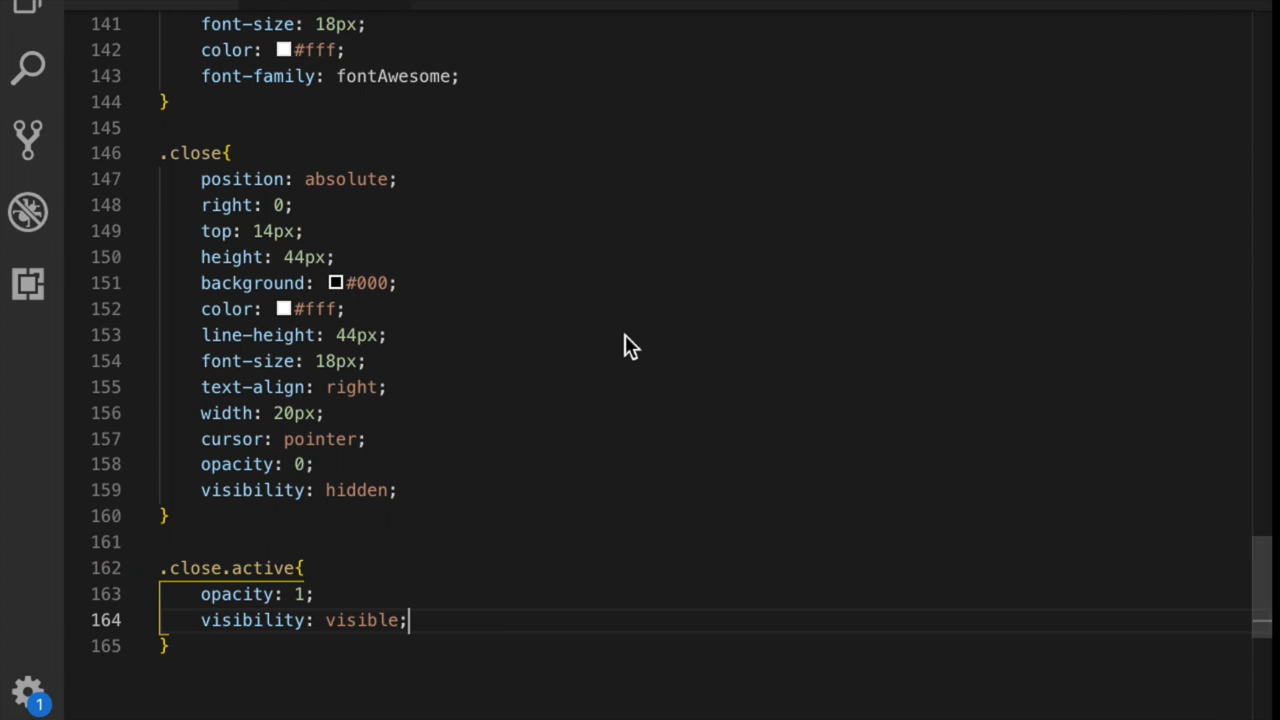 141 font-size: 18px;
142 color: #fff;
143 font-family: fontAwesome;
144 }
145
146 .close{
147 position: absolute;
148 right: 0;
149 top: 14px;
150 height: 44px;
151 background: #000;
152 color: #fff;
153 line-height: 44px;
154 font-size: 18px;
155 text-align: right;
156 width: 20px;
157 cursor: pointer;
158 opacity: 0;
159 visibility: hidden;
160 }
161
162 .close.active{
163 opacity: 1;
164 visibility: visible;
165 }
1